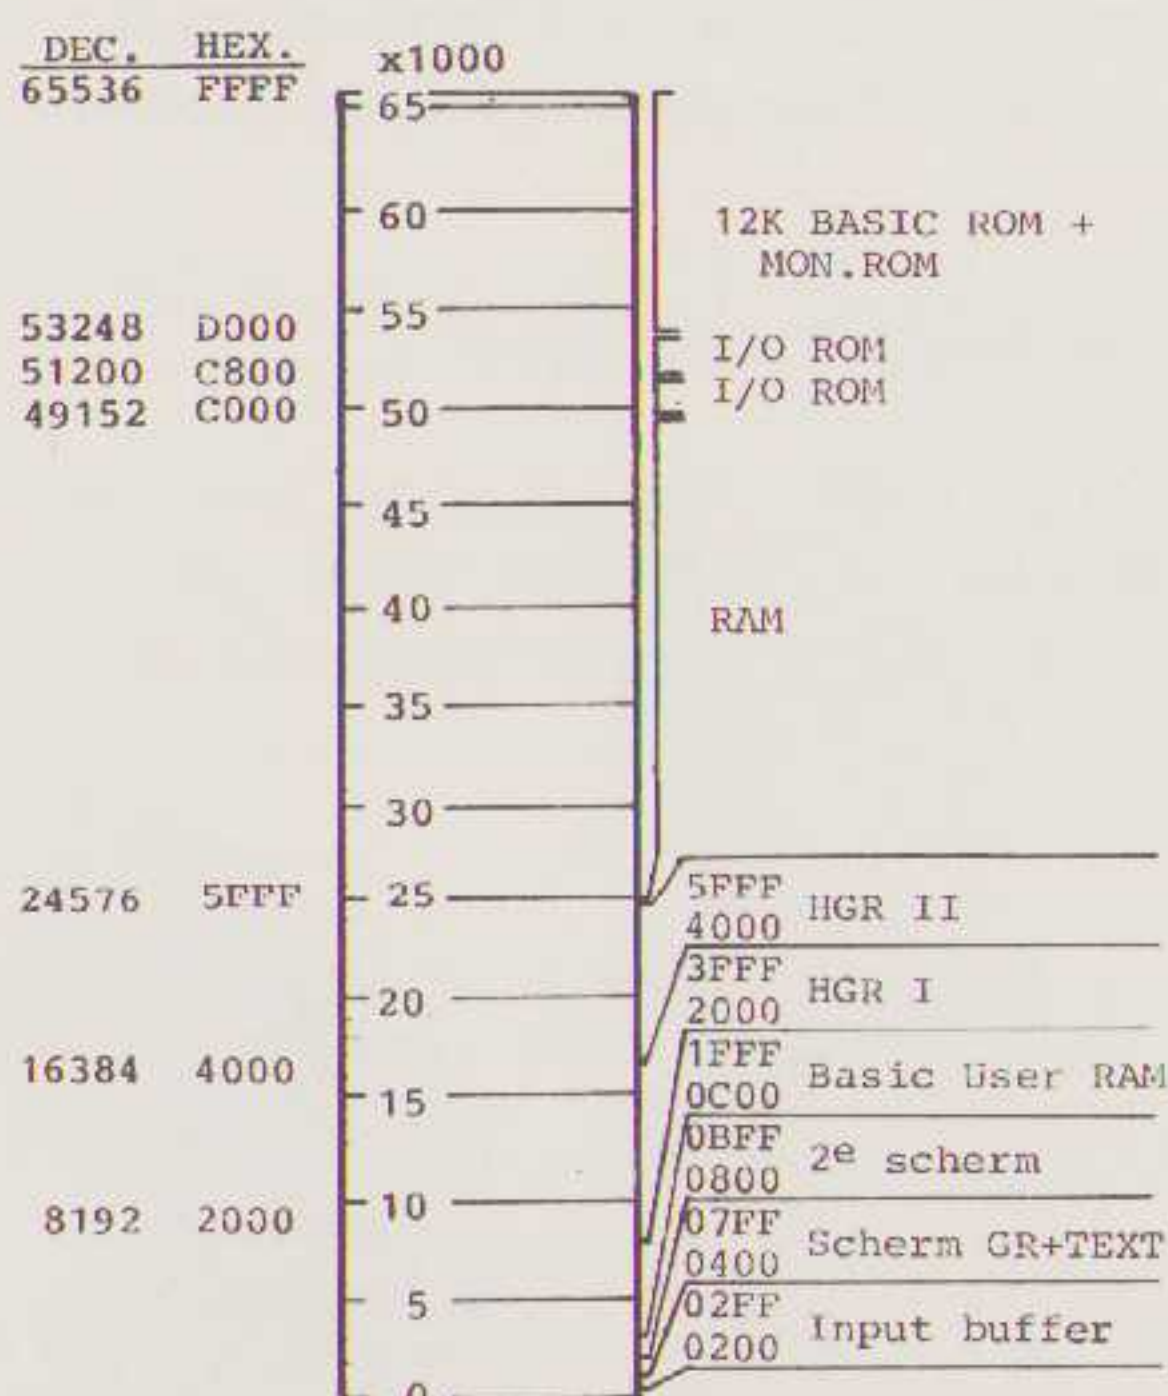 DEC. HEX. x1000
65536 FFFF
65
60
12K BASIC ROM +
MON.ROM
53248 D000
55
I/O ROM
51200 C800
I/O ROM
49152 C000
50
45
40
RAM
35
30
24576 5FFF
25
5FFF
4000
HGR II
3FFF
2000
HGR I
20
16384 4000
1FFF
0C00
Basic User RAM
15
0BFF
0800
2e scherm
8192 2000
10
07FF
0400
Scherm GR+TEXT
5
02FF
0200
Input buffer
0